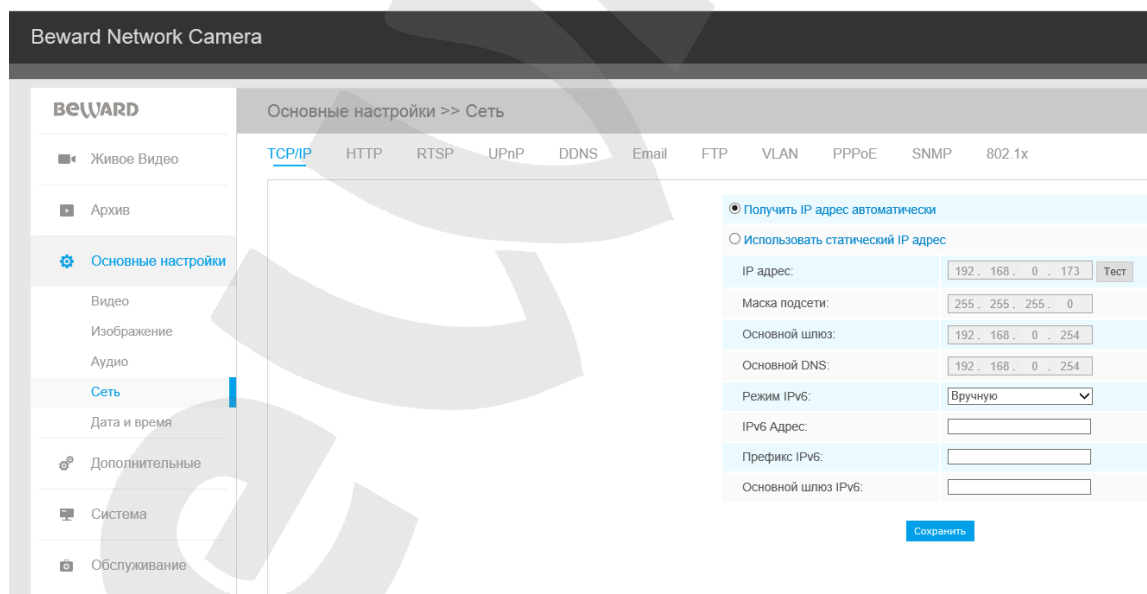 Beward Network Camera
BEWARD
Основные настройки >> Сеть
Живое Видео
Архив
Основные настройки
Видео
Изображение
Аудио
Сеть
Дата и время
Дополнительные
Система
Обслуживание
TCP/IP HTTP RTSP UPnP DDNS Email FTP VLAN PPPoE SNMP 802.1x
Получить IP адрес автоматически
Использовать статический IP адрес
IP адрес: 192. 168. 0 . 173 Тест
Маска подсети: 255. 255. 255. 0
Основной шлюз: 192. 168. 0 . 254
Основной DNS: 192. 168. 0 . 254
Режим IPv6: Вручную
IPv6 Адрес:
Префикс IPv6:
Основной шлюз IPv6:
Сохранить